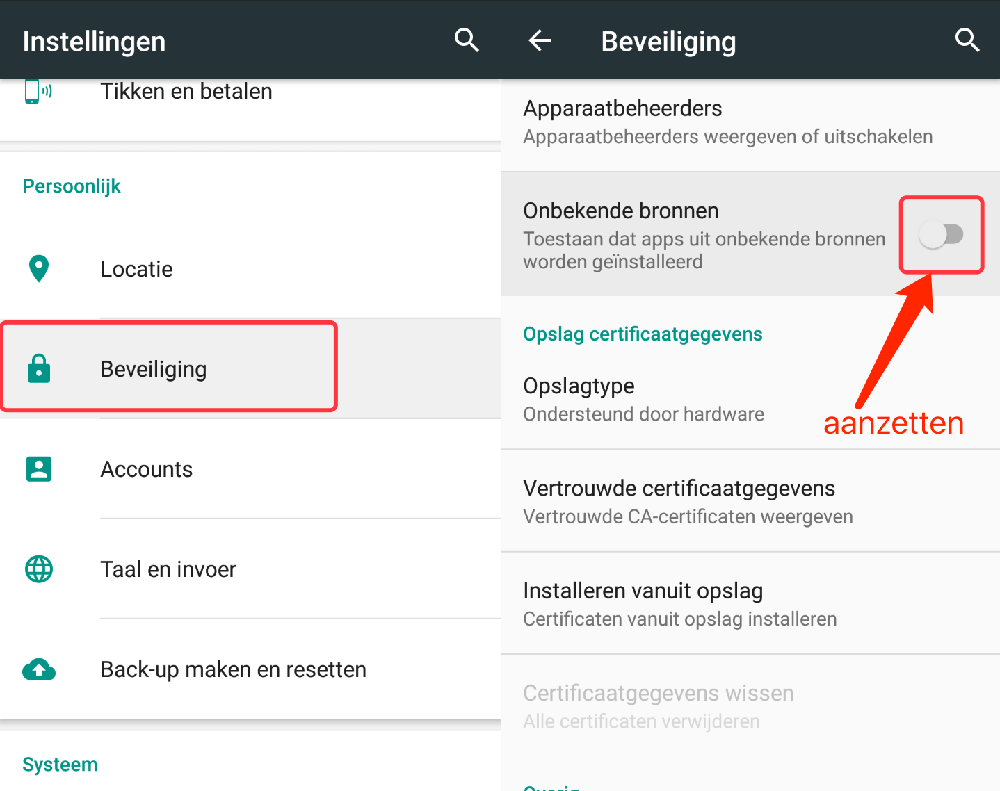 Instellingen
Tikken en betalen
Persoonlijk
Locatie
Beveiliging
Accounts
Taal en invoer
Back-up maken en resetten
Systeem
Beveiliging
Apparaatbeheerders
Apparaatbeheerders weergeven of uitschakelen
Onbekende bronnen
Toestaan dat apps uit onbekende bronnen
worden geïnstalleerd
aanzetten
Opslag certificaatgegevens
Opslagtype
Ondersteund door hardware
Vertrouwde certificaatgegevens
Vertrouwde CA-certificaten weergeven
Installeren vanuit opslag
Certificaten vanuit opslag installeren
Certificaatgegevens wissen
Alle certificaten verwijderen